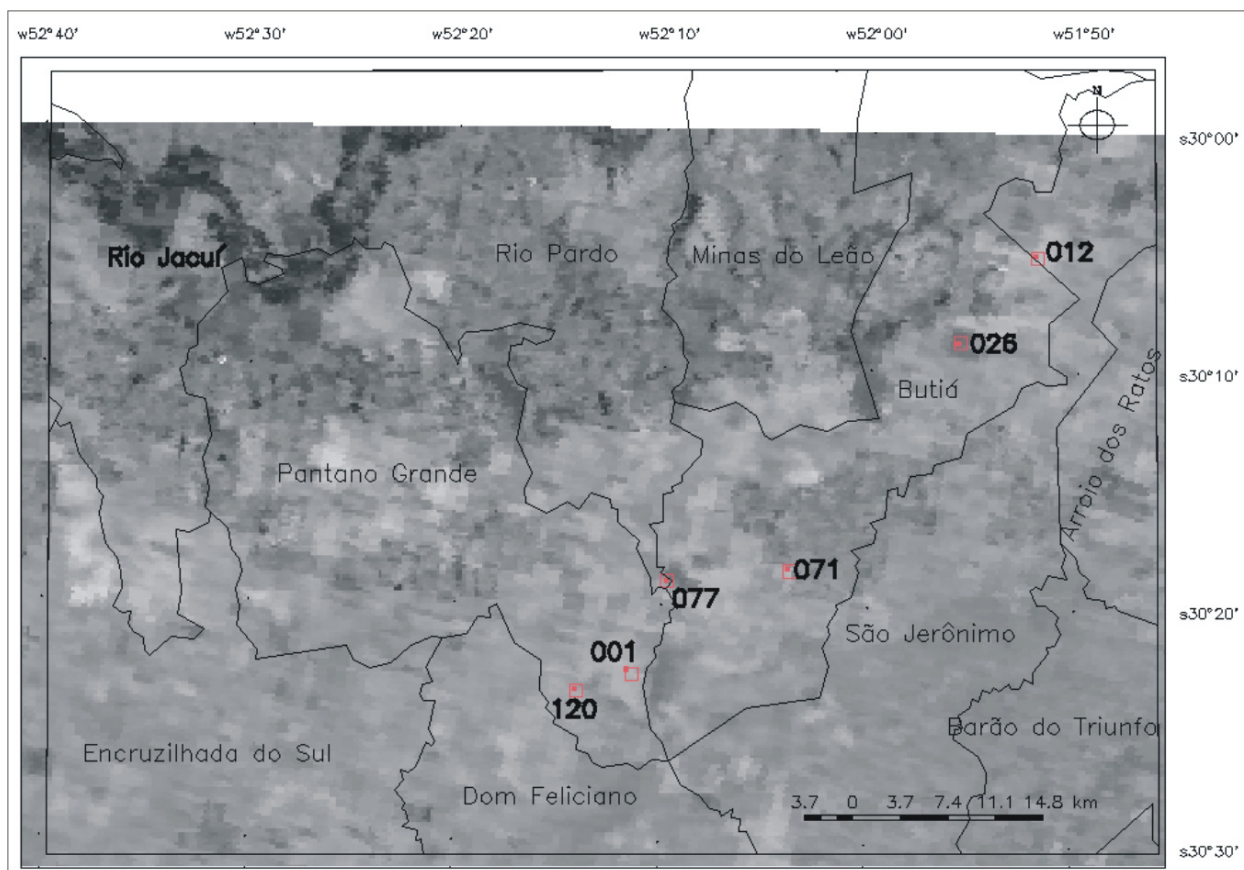 w52°40' w52°30' w52°20' w52°10' w52°00' w51°50'
N
s30°00'
Rio Jacuí
Rio Pardo
Minas do Leão
012
026
s30°10'
Butiá
Arroio dos Ratos
Pantano Grande
071
077
s30°20'
São Jerônimo
001
120
Barão do Triunfo
Encruzilhada do Sul
Dom Feliciano
3.7 0 3.7 7.4 11.1 14.8 km
s30°30'